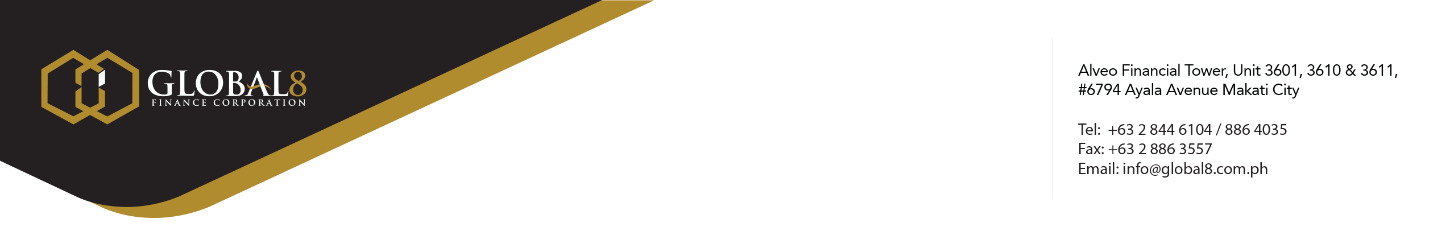 GLOBAL8
FINANCE CORPORATION
Alveo Financial Tower, Unit 3601, 3610 & 3611,
#6794 Ayala Avenue Makati City
Tel:  +63 2 844 6104 / 886 4035
Fax: +63 2 886 3557
Email: info@global8.com.ph